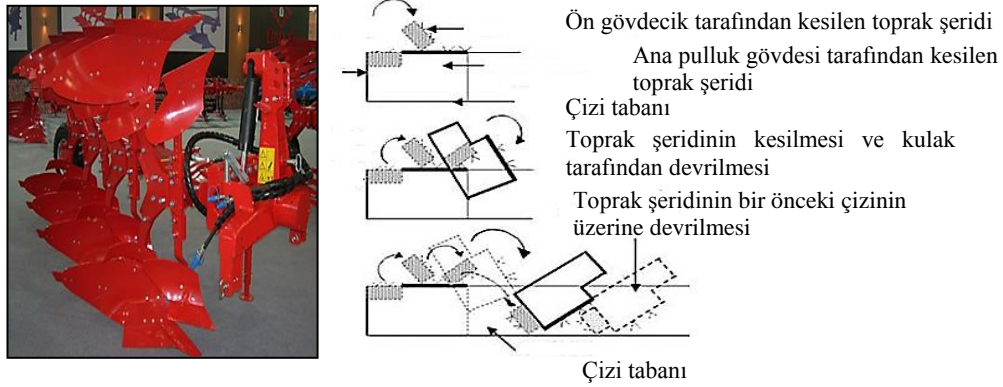 Ön gövdecik tarafından kesilen toprak şeridi
Ana pulluk gövdesi tarafından kesilen
toprak şeridi
Çizi tabanı
Toprak şeridinin kesilmesi ve kulak
tarafından devrilmesi
Toprak şeridinin bir önceki çizinin
üzerine devrilmesi
Çizi tabanı